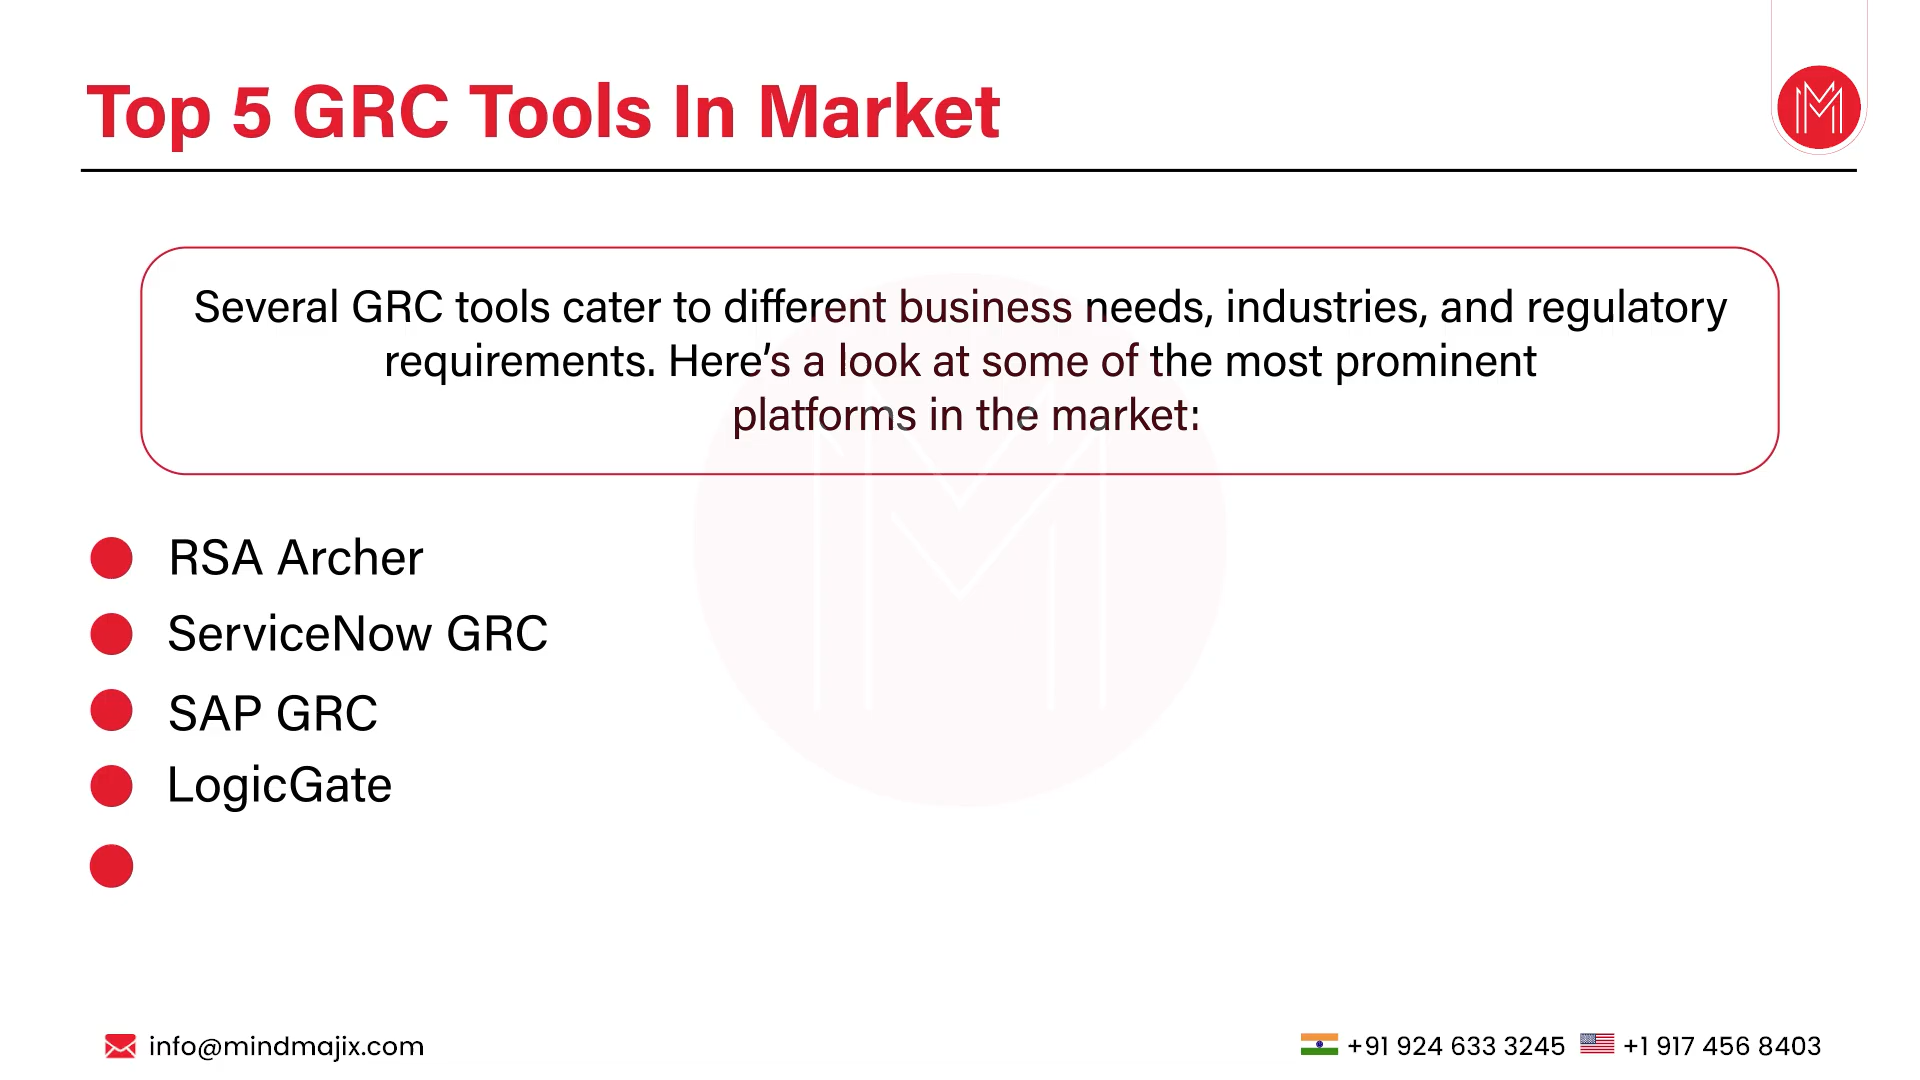 Top 5 GRC Tools In Market
Several GRC tools cater to different business needs, industries, and regulatory
requirements. Here’s a look at some of the most prominent
platforms in the market:
RSA Archer
ServiceNow GRC
SAP GRC
LogicGate
info@mindmajix.com
+91 924 633 3245
+1 917 456 8403